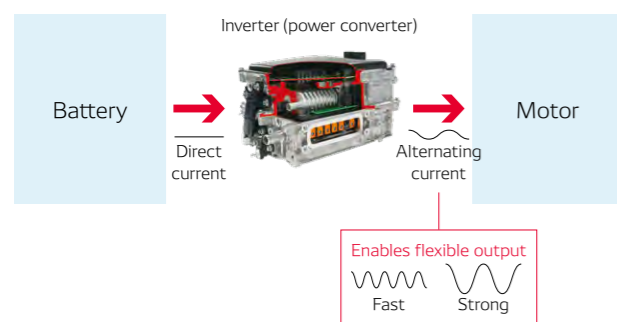 Inverter (power converter)
Battery
Motor
Direct
current
Alternating
current
Enables flexible output
Fast
Strong